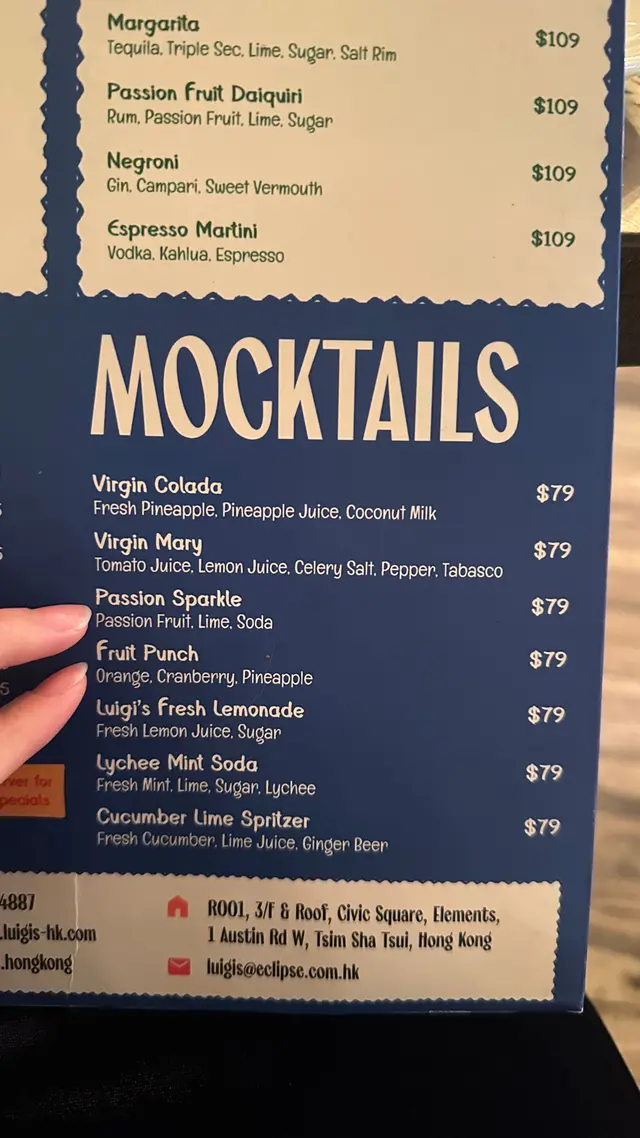 Margarita $109
Tequila, Triple Sec, Lime, Sugar, Salt Rim
Passion Fruit Daiquiri $109
Rum, Passion Fruit, Lime, Sugar
Negroni $109
Gin, Campari, Sweet Vermouth
Espresso Martini $109
Vodka, Kahlua, Espresso
MOCKTAILS
Virgin Colada $79
Fresh Pineapple, Pineapple Juice, Coconut Milk
Virgin Mary $79
Tomato Juice, Lemon Juice, Celery Salt, Pepper, Tabasco
Passion Sparkle $79
Passion Fruit, Lime, Soda
Fruit Punch $79
Orange, Cranberry, Pineapple
Luigi's Fresh Lemonade $79
Fresh Lemon Juice, Sugar
Lychee Mint Soda $79
Fresh Mint, Lime, Sugar, Lychee
Cucumber Lime Spritzer $79
Fresh Cucumber, Lime Juice, Ginger Beer
for
4887
.luigis-hk.com
.hongkong
R001, 3/F & Roof, Civic Square, Elements,
1 Austin Rd W, Tsim Sha Tsui, Hong Kong
luigis@eclipse.com.hk